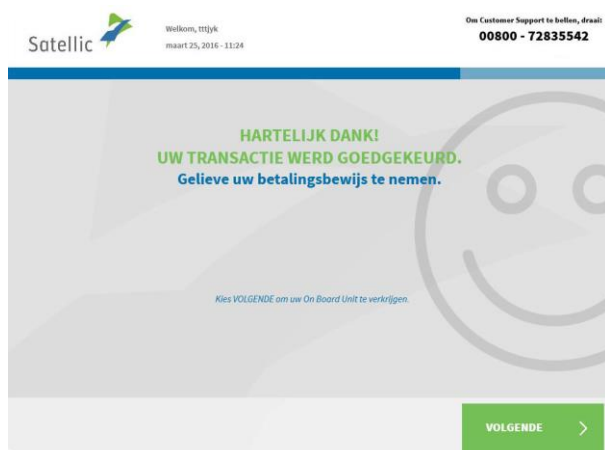 Satellic
Welkom, tttjyk
maart 25, 2016 - 11:24
Om Customer Support te bellen, draai:
00800 - 72835542
HARTELIJK DANK!
UW TRANSACTIE WERD GOEDGEKEURD.
Gelieve uw betalingsbewijs te nemen.
Kies VOLGENDE om uw On Board Unit te verkrijgen.
VOLGENDE